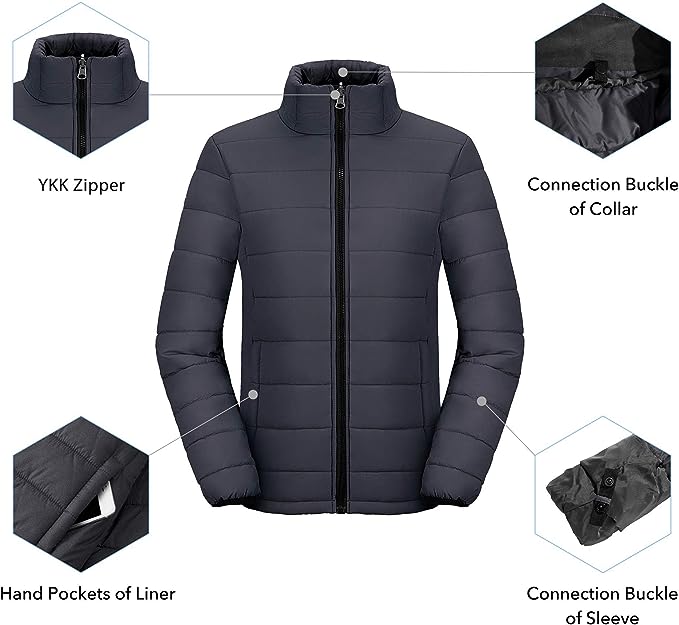 YKK Zipper
Connection Buckle
of Collar
Hand Pockets of Liner
Connection Buckle
of Sleeve